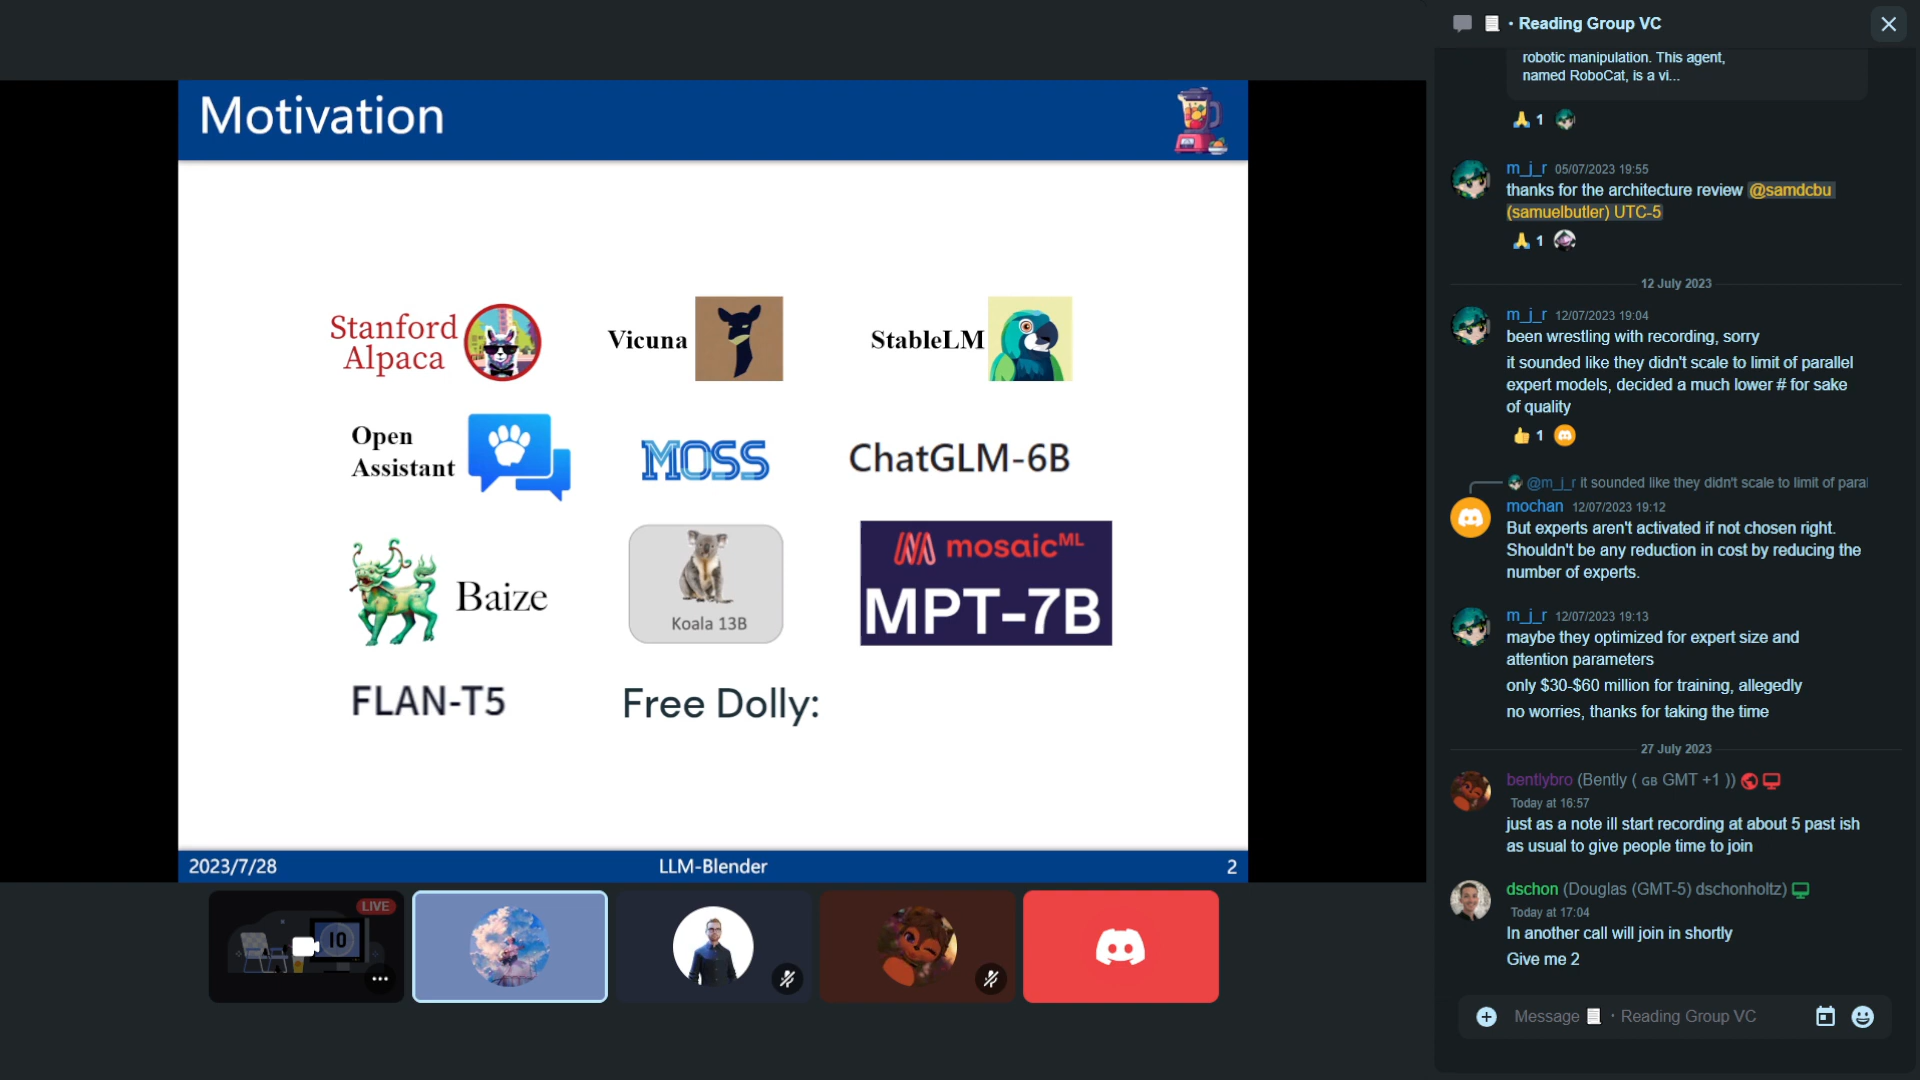 Motivation
Stanford
Alpaca
Vicuna
StableLM
Open
Assistant
MOSS
ChatGLM-6B
Baize
Koala 13B
mosaicML
MPT-7B
FLAN-T5
Free Dolly:
2023/7/28
LLM-Blender
2
LIVE
10
• Reading Group VC
robotic manipulation. This agent,
named RoboCat, is a vi...
1
m_j_r 05/07/2023 19:55
thanks for the architecture review @samdcbu
(samuelbutler) UTC-5
1
12 July 2023
m_j_r 12/07/2023 19:04
been wrestling with recording, sorry
it sounded like they didn't scale to limit of parallel
expert models, decided a much lower # for sake
of quality
1
@m_j_r it sounded like they didn't scale to limit of paral
mochan 12/07/2023 19:12
But experts aren't activated if not chosen right.
Shouldn't be any reduction in cost by reducing the
number of experts.
m_j_r 12/07/2023 19:13
maybe they optimized for expert size and
attention parameters
only $30-$60 million for training, allegedly
no worries, thanks for taking the time
27 July 2023
bentlybro (Bently ( GB GMT +1 ))
Today at 16:57
just as a note ill start recording at about 5 past ish
as usual to give people time to join
dschon (Douglas (GMT-5) dschonholtz)
Today at 17:04
In another call will join in shortly
Give me 2
Message • Reading Group VC